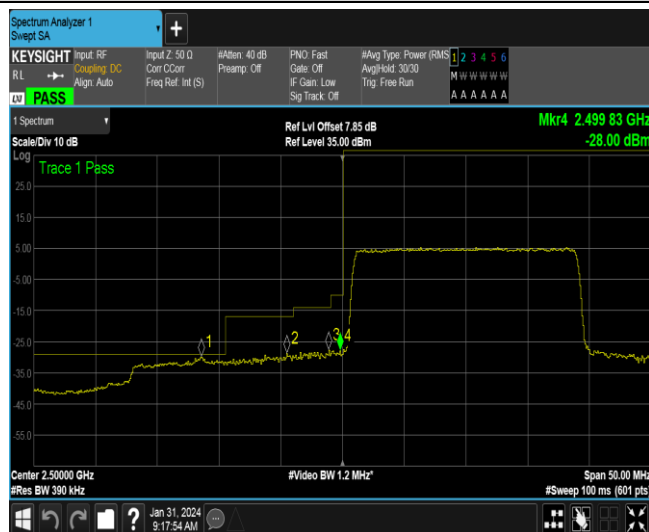 Spectrum Analyzer 1
Swept SA
KEYSIGHT
RL
LXI PASS
Input: RF
Coupling: DC
Align: Auto
Input Z: 50 Ω
Corr CCorr
Freq Ref: Int (S)
#Atten: 40 dB
Preamp: Off
PNO: Fast
Gate: Off
IF Gain: Low
Sig Track: Off
#Avg Type: Power (RMS
Avg|Hold: 30/30
Trig: Free Run
1 2 3 4 5 6
M W W W W W
A A A A A A
1 Spectrum
Scale/Div 10 dB
Log
Ref Lvl Offset 7.85 dB
Ref Level 35.00 dBm
Mkr4 2.499 83 GHz
-28.00 dBm
Trace 1 Pass
25.0
15.0
5.00
-5.00
-15.0
-25.0
-35.0
-45.0
-55.0
1
2
3
4
Center 2.50000 GHz
#Res BW 390 kHz
#Video BW 1.2 MHz*
Span 50.00 MHz
#Sweep 100 ms (601 pts)
?
Jan 31, 2024
9:17:54 AM